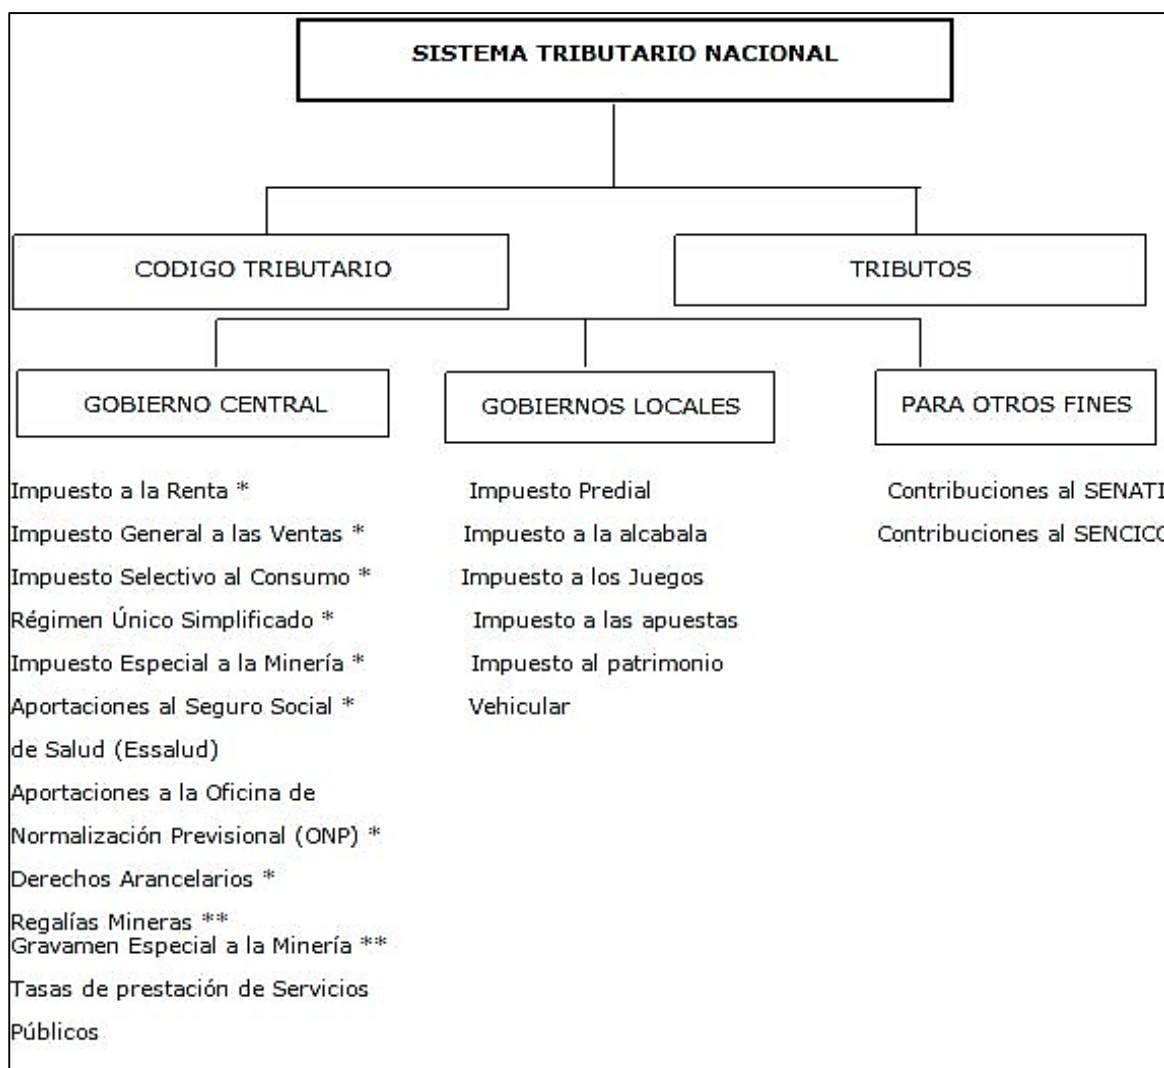 SISTEMA TRIBUTARIO NACIONAL
CODIGO TRIBUTARIO
TRIBUTOS
GOBIERNO CENTRAL
GOBIERNOS LOCALES
PARA OTROS FINES
Impuesto a la Renta *
Impuesto General a las Ventas *
Impuesto Selectivo al Consumo *
Régimen Único Simplificado *
Impuesto Especial a la Minería *
Aportaciones al Seguro Social *
de Salud (Essalud)
Aportaciones a la Oficina de
Normalización Previsional (ONP) *
Derechos Arancelarios *
Regalías Mineras **
Gravamen Especial a la Minería **
Tasas de prestación de Servicios
Públicos
Impuesto Predial
Impuesto a la alcabala
Impuesto a los Juegos
Impuesto a las apuestas
Impuesto al patrimonio
Vehicular
Contribuciones al SENATI
Contribuciones al SENCICO